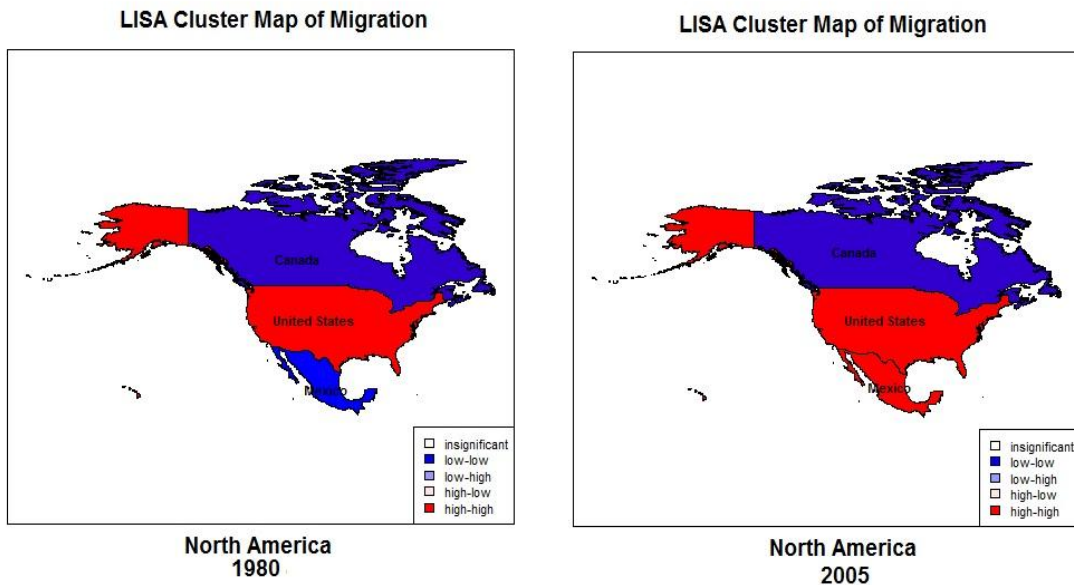 LISA Cluster Map of Migration
Canada
United States
Mexico
insignificant
low-low
low-high
high-low
high-high
North America
1980
LISA Cluster Map of Migration
Canada
United States
Mexico
insignificant
low-low
low-high
high-low
high-high
North America
2005